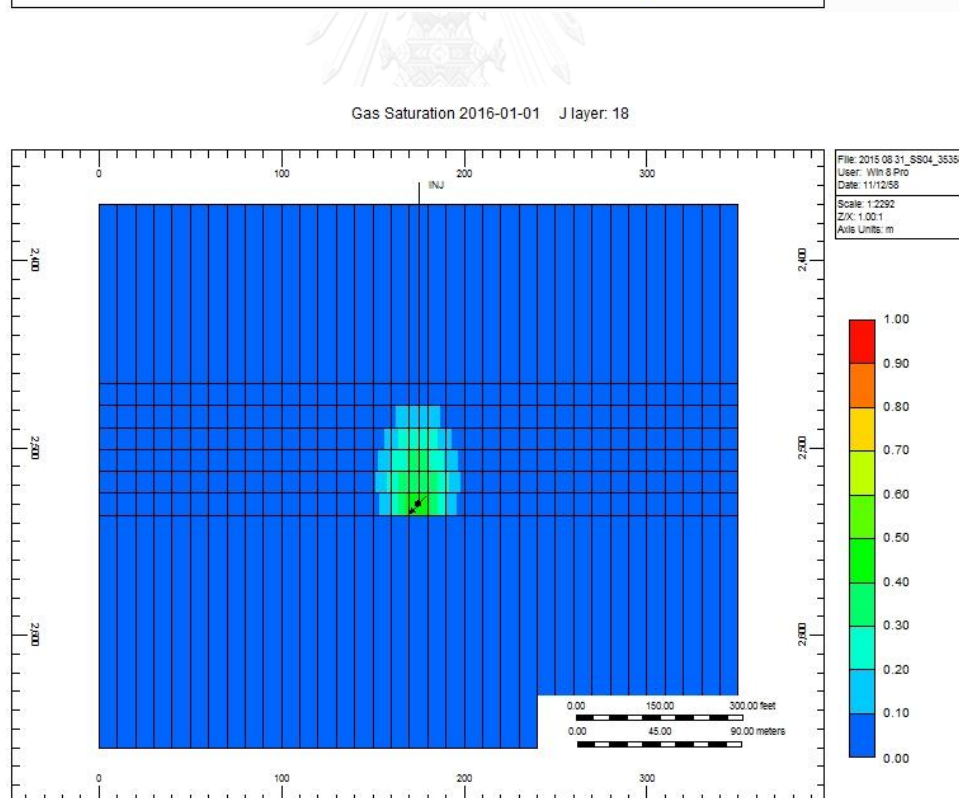 Gas Saturation 2016-01-01 J layer: 18
File: 2015 08 31_SS04_3535
User: Win 8 Pro
Date: 11/12/58
Scale: 1:2292
Z/X: 1.00:1
Axis Units: m
0 100 200 300
INJ
2,400 2,400
2,500 2,500
2,600 2,600
1.00
0.90
0.80
0.70
0.60
0.50
0.40
0.30
0.20
0.10
0.00
0.00 150.00 300.00 feet
0.00 45.00 90.00 meters
0 100 200 300